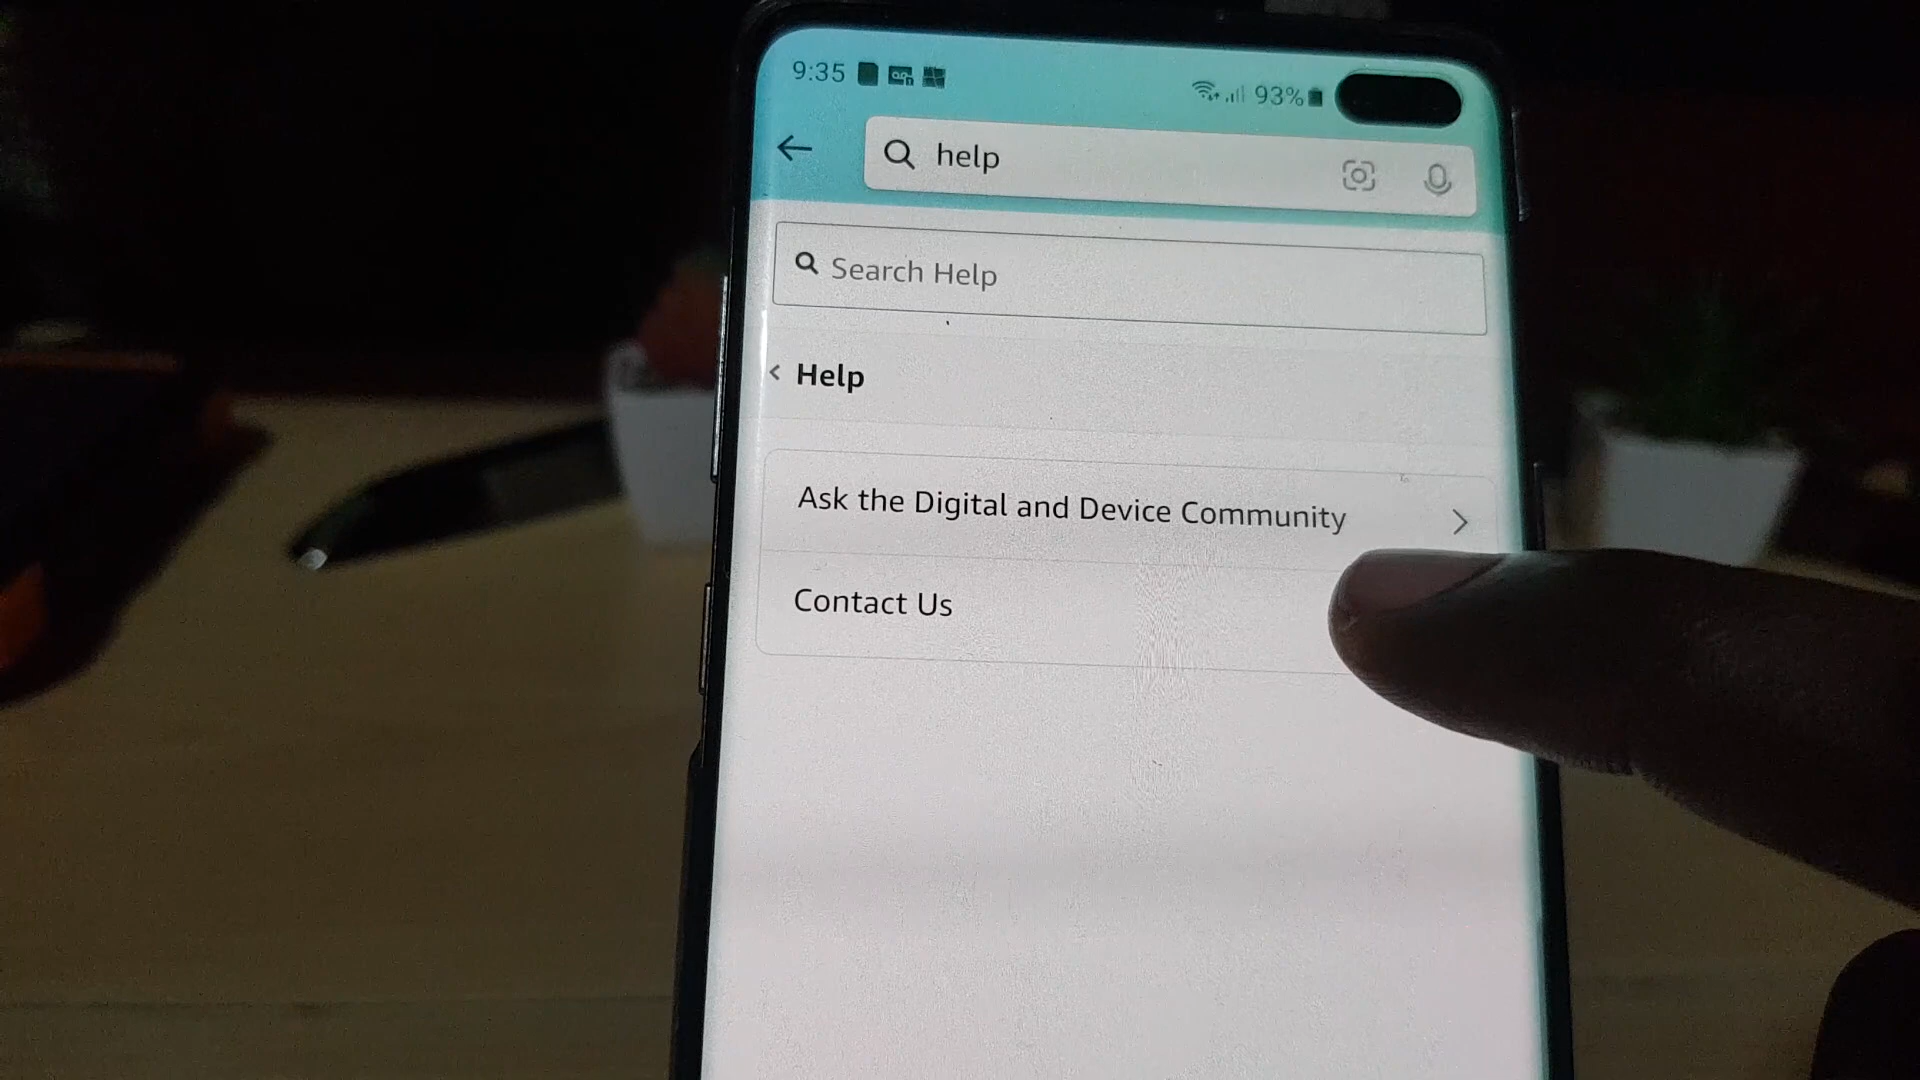 9:35
93%
help
Search Help
Help
Ask the Digital and Device Community
Contact Us